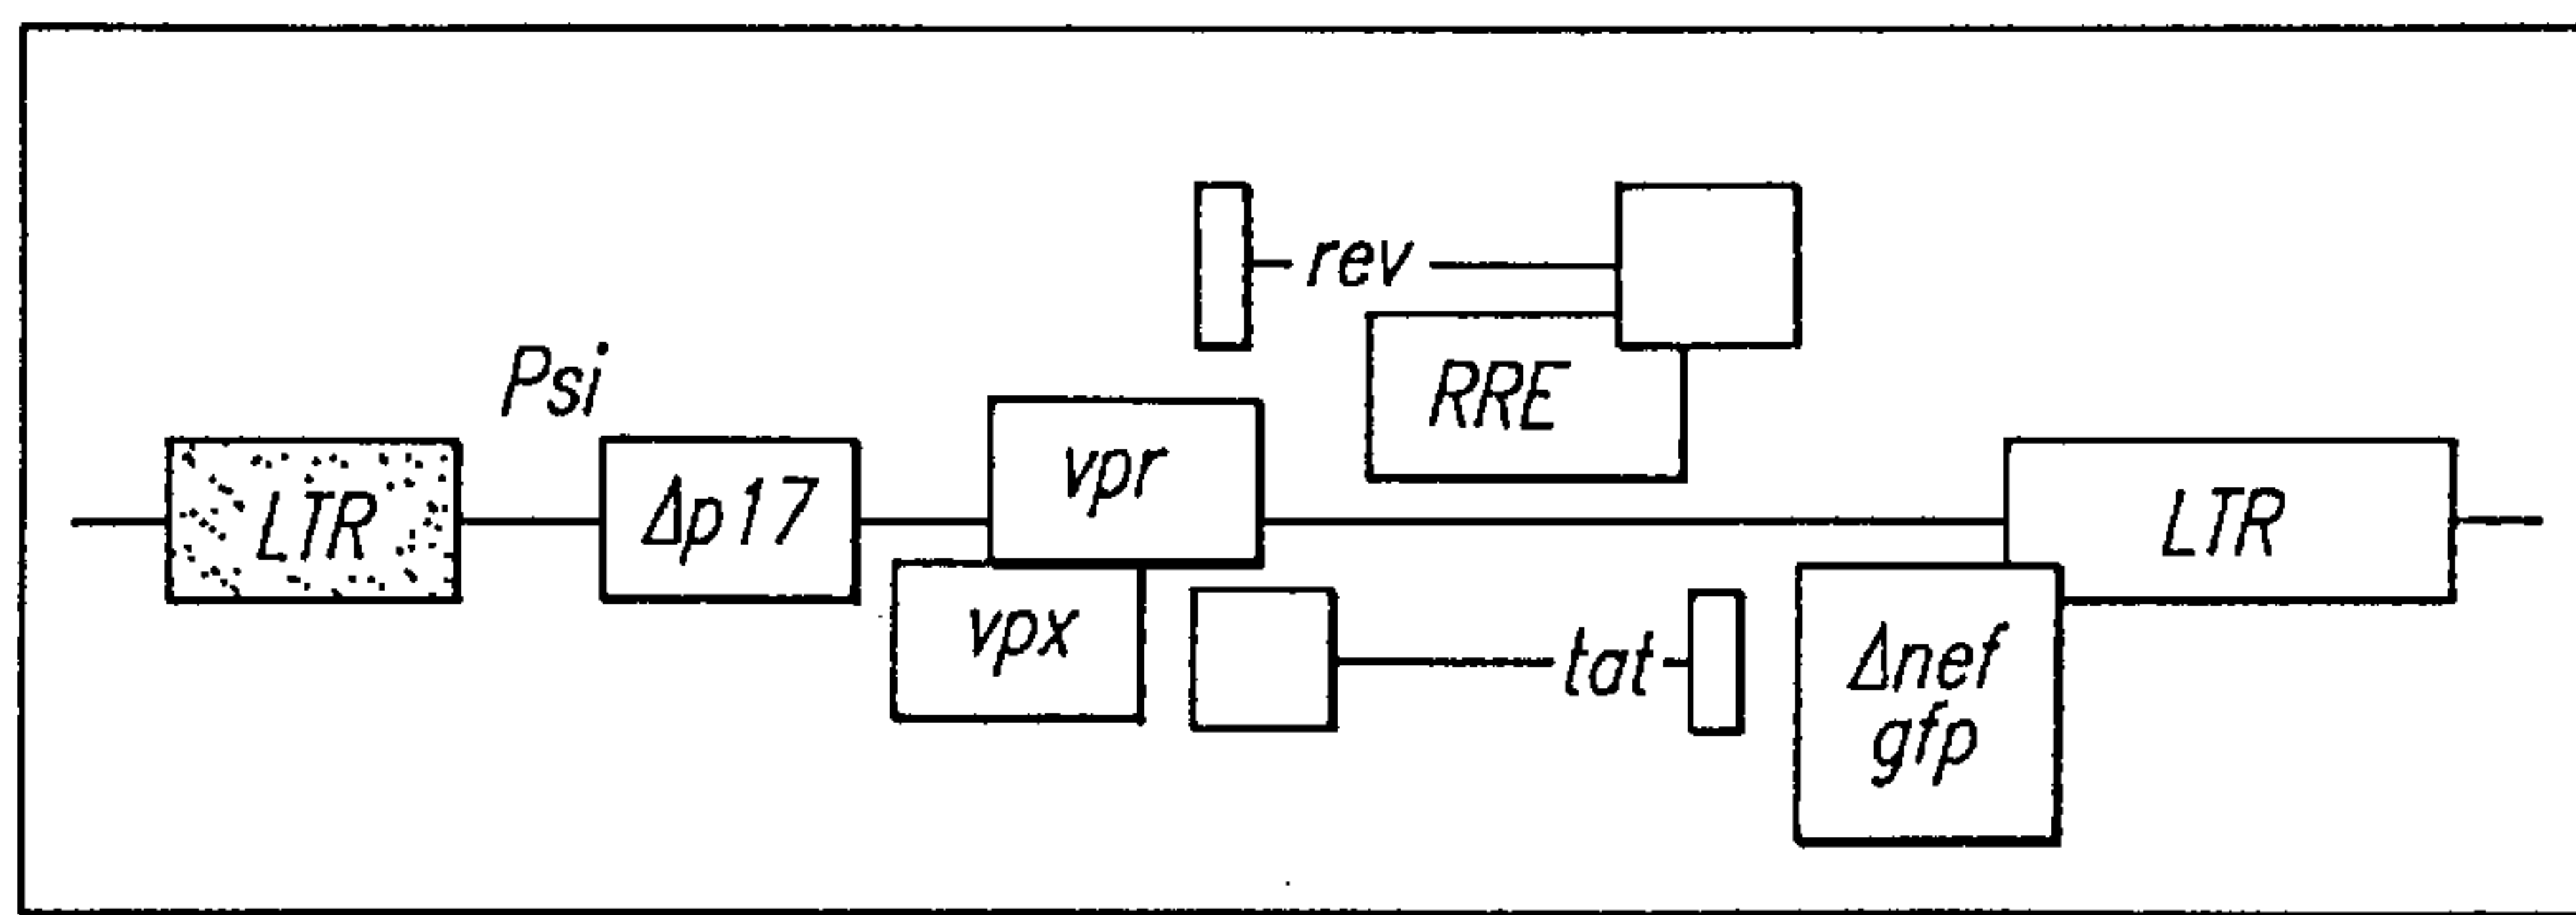 rev
Psi
RRE
vpr
LTR
Δp17
LTR
vpx
tat
Δnef
gfp